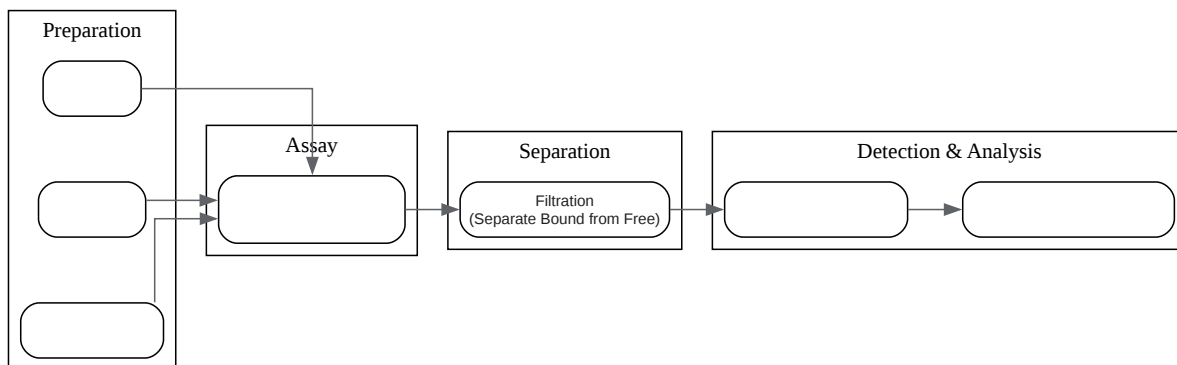 Preparation
Assay
Separation
Detection & Analysis
Filtration
(Separate Bound from Free)